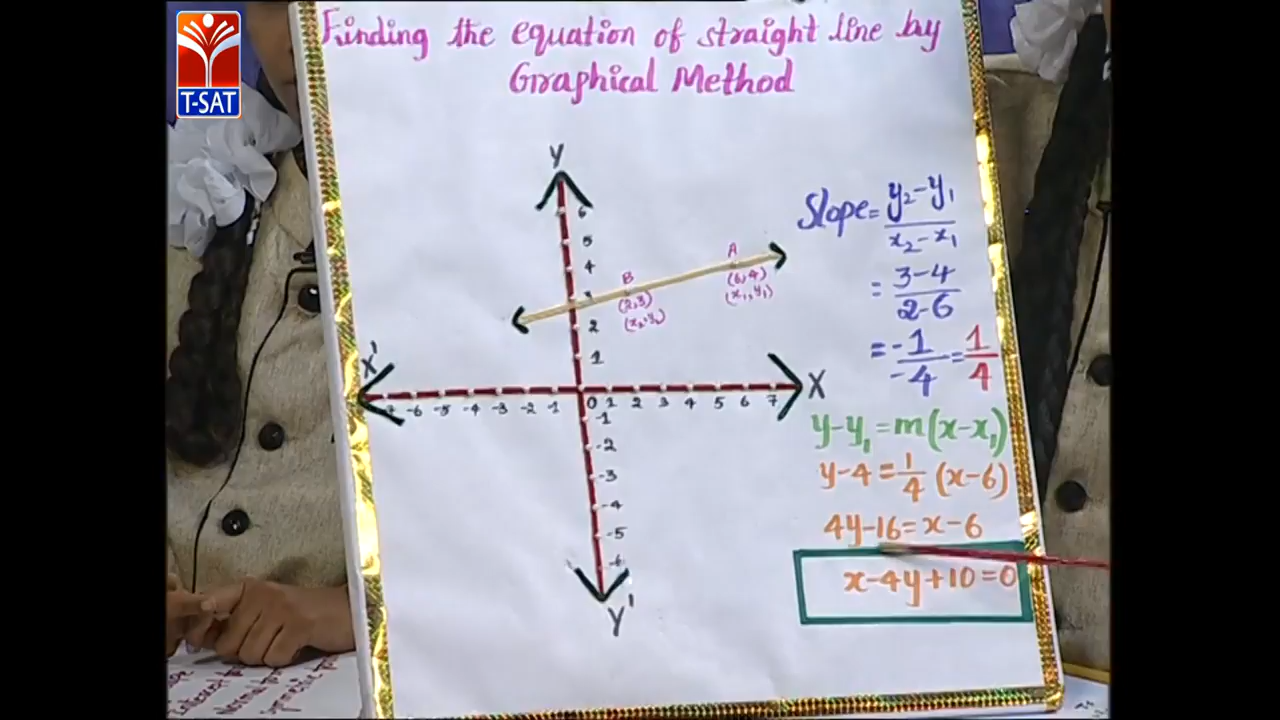 T-SAT
Finding the equation of straight line by
Graphical Method
Y
6
5
4
3
2
1
A
(6,4)
(x₁,y₁)
B
(2,3)
(x₂,y₂)
X'
-7 -6 -5 -4 -3 -2 -1 0 1 2 3 4 5 6 7
X
-1
-2
-3
-4
-5
-6
Y'
Slope = y₂-y₁/x₂-x₁
= 3-4/2-6
= -1/-4 = 1/4
y-y₁ = m(x-x₁)
y-4 = 1/4 (x-6)
4y-16 = x-6
x-4y+10=0